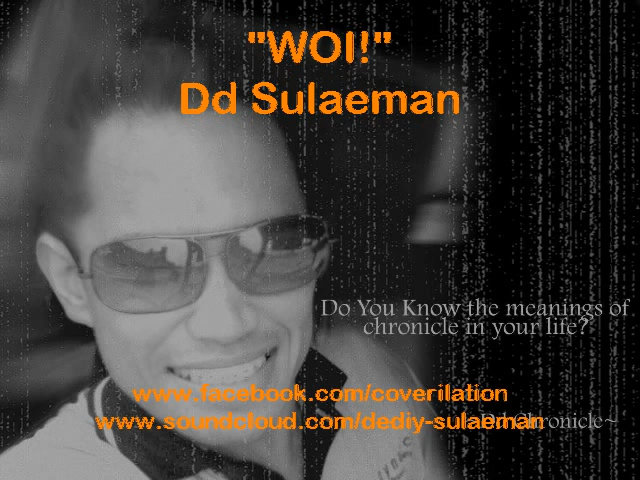 "WOI!"
Dd Sulaeman
Do You Know the meanings of
chronicle in your life?
www.facebook.com/coverilation
www.soundcloud.com/dediy-sulaeman
Chronicle~